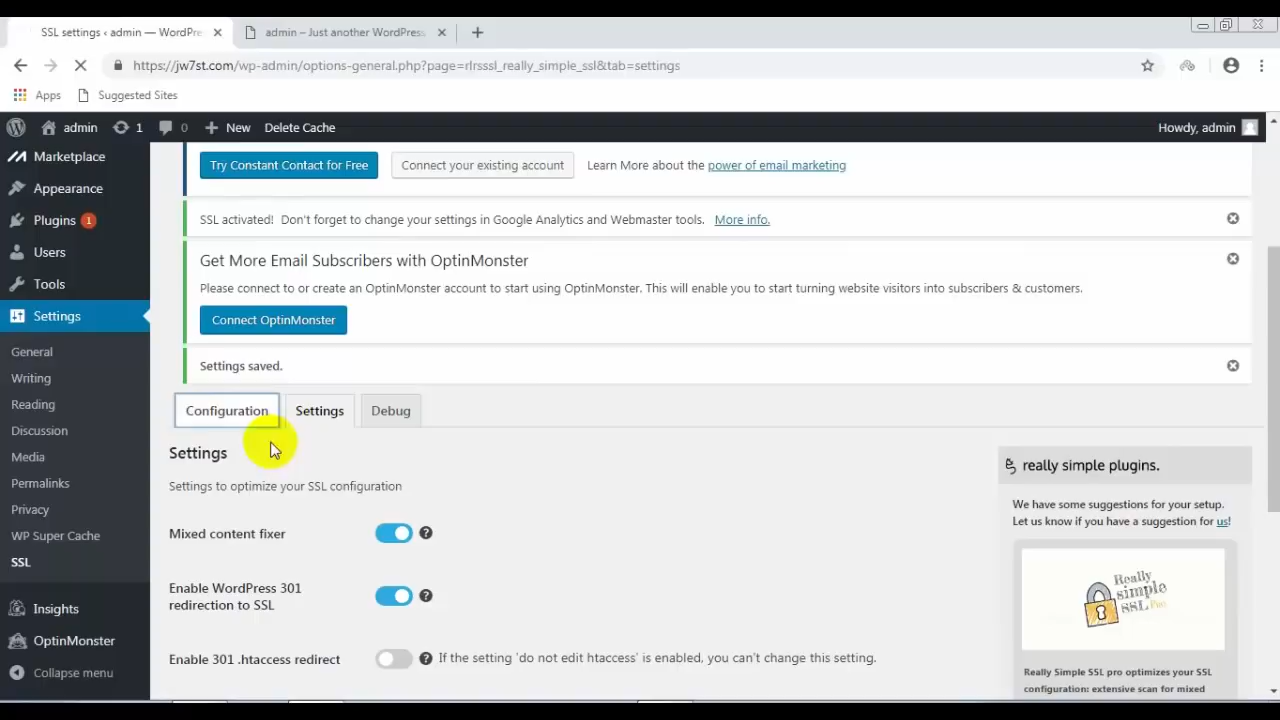 SSL settings ‹ admin — WordPre
admin – Just another WordPress
https://jw7st.com/wp-admin/options-general.php?page=rlrsssl_really_simple_ssl&tab=settings
Apps
Suggested Sites
admin
1
0
New
Delete Cache
Howdy, admin
Marketplace
Appearance
Plugins 1
Users
Tools
Settings
General
Writing
Reading
Discussion
Media
Permalinks
Privacy
WP Super Cache
SSL
Insights
OptinMonster
Collapse menu
Try Constant Contact for Free
Connect your existing account
Learn More about the power of email marketing
SSL activated! Don't forget to change your settings in Google Analytics and Webmaster tools. More info.
Get More Email Subscribers with OptinMonster
Please connect to or create an OptinMonster account to start using OptinMonster. This will enable you to start turning website visitors into subscribers & customers.
Connect OptinMonster
Settings saved.
Configuration
Settings
Debug
Settings
Settings to optimize your SSL configuration
Mixed content fixer
Enable WordPress 301
redirection to SSL
Enable 301 .htaccess redirect
If the setting 'do not edit htaccess' is enabled, you can't change this setting.
really simple plugins.
We have some suggestions for your setup.
Let us know if you have a suggestion for us!
Really
simple
SSL Pro
Really Simple SSL pro optimizes your SSL
configuration: extensive scan for mixed